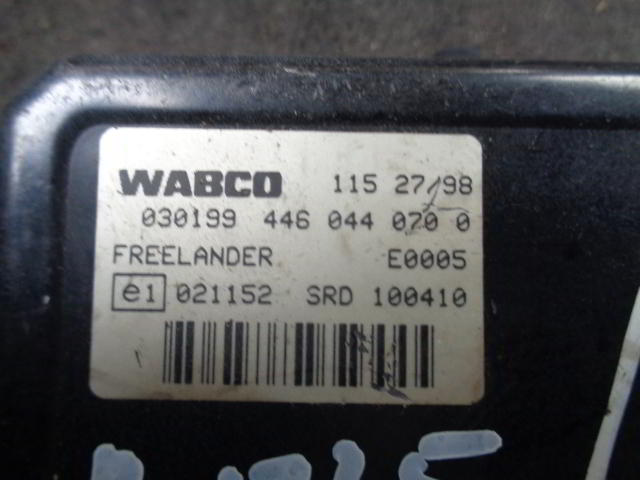 WABCO 115 27/98
030199 446 044 070 0
FREELANDER E0005
e1 021152 SRD 100410